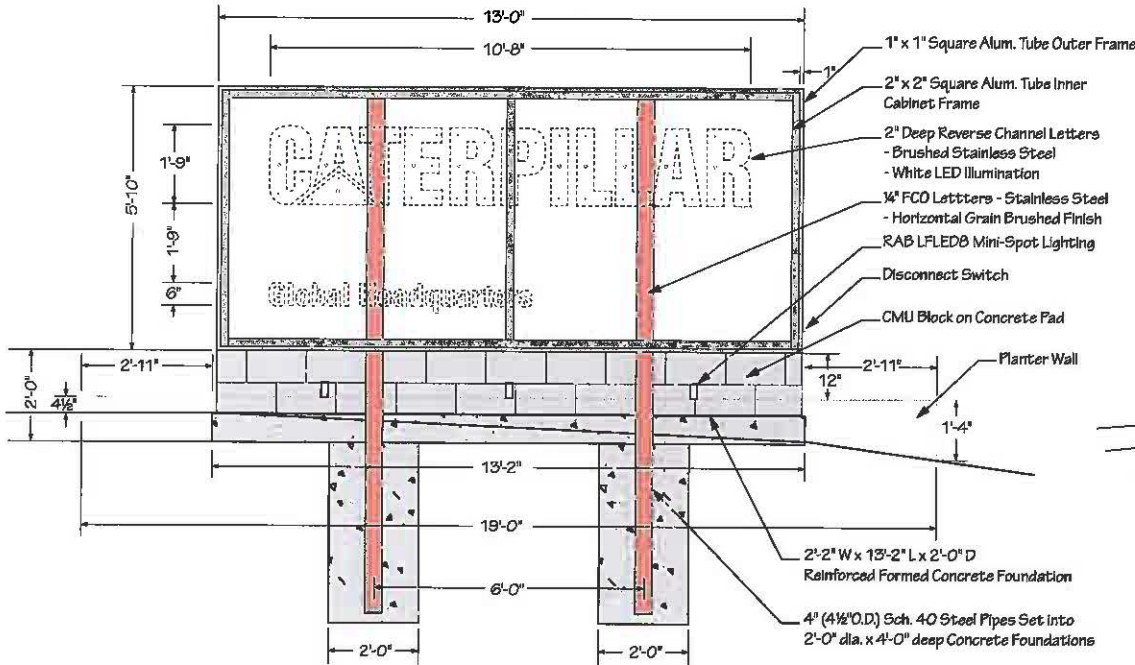 13'-0"
10'-8"
1"
1" x 1" Square Alum. Tube Outer Frame
2" x 2" Square Alum. Tube Inner
Cabinet Frame
2" Deep Reverse Channel Letters
- Brushed Stainless Steel
- White LED Illumination
¼" FCO Lettters - Stainless Steel
- Horizontal Grain Brushed Finish
RAB LFLED8 Mini-Spot Lighting
Disconnect Switch
CMU Block on Concrete Pad
Planter Wall
5'-10"
1'-9"
1'-9"
6"
CATERPILLAR
Global Headquarters
2'-0"
2'-11"
4½"
12"
2'-11"
1'-4"
13'-2"
19'-0"
6'-0"
2'-0"
2'-0"
2'-2" W x 13'-2" L x 2'-0" D
Reinforced Formed Concrete Foundation
4" (4½"O.D.) Sch. 40 Steel Pipes Set into
2'-0" dia. x 4'-0" deep Concrete Foundations